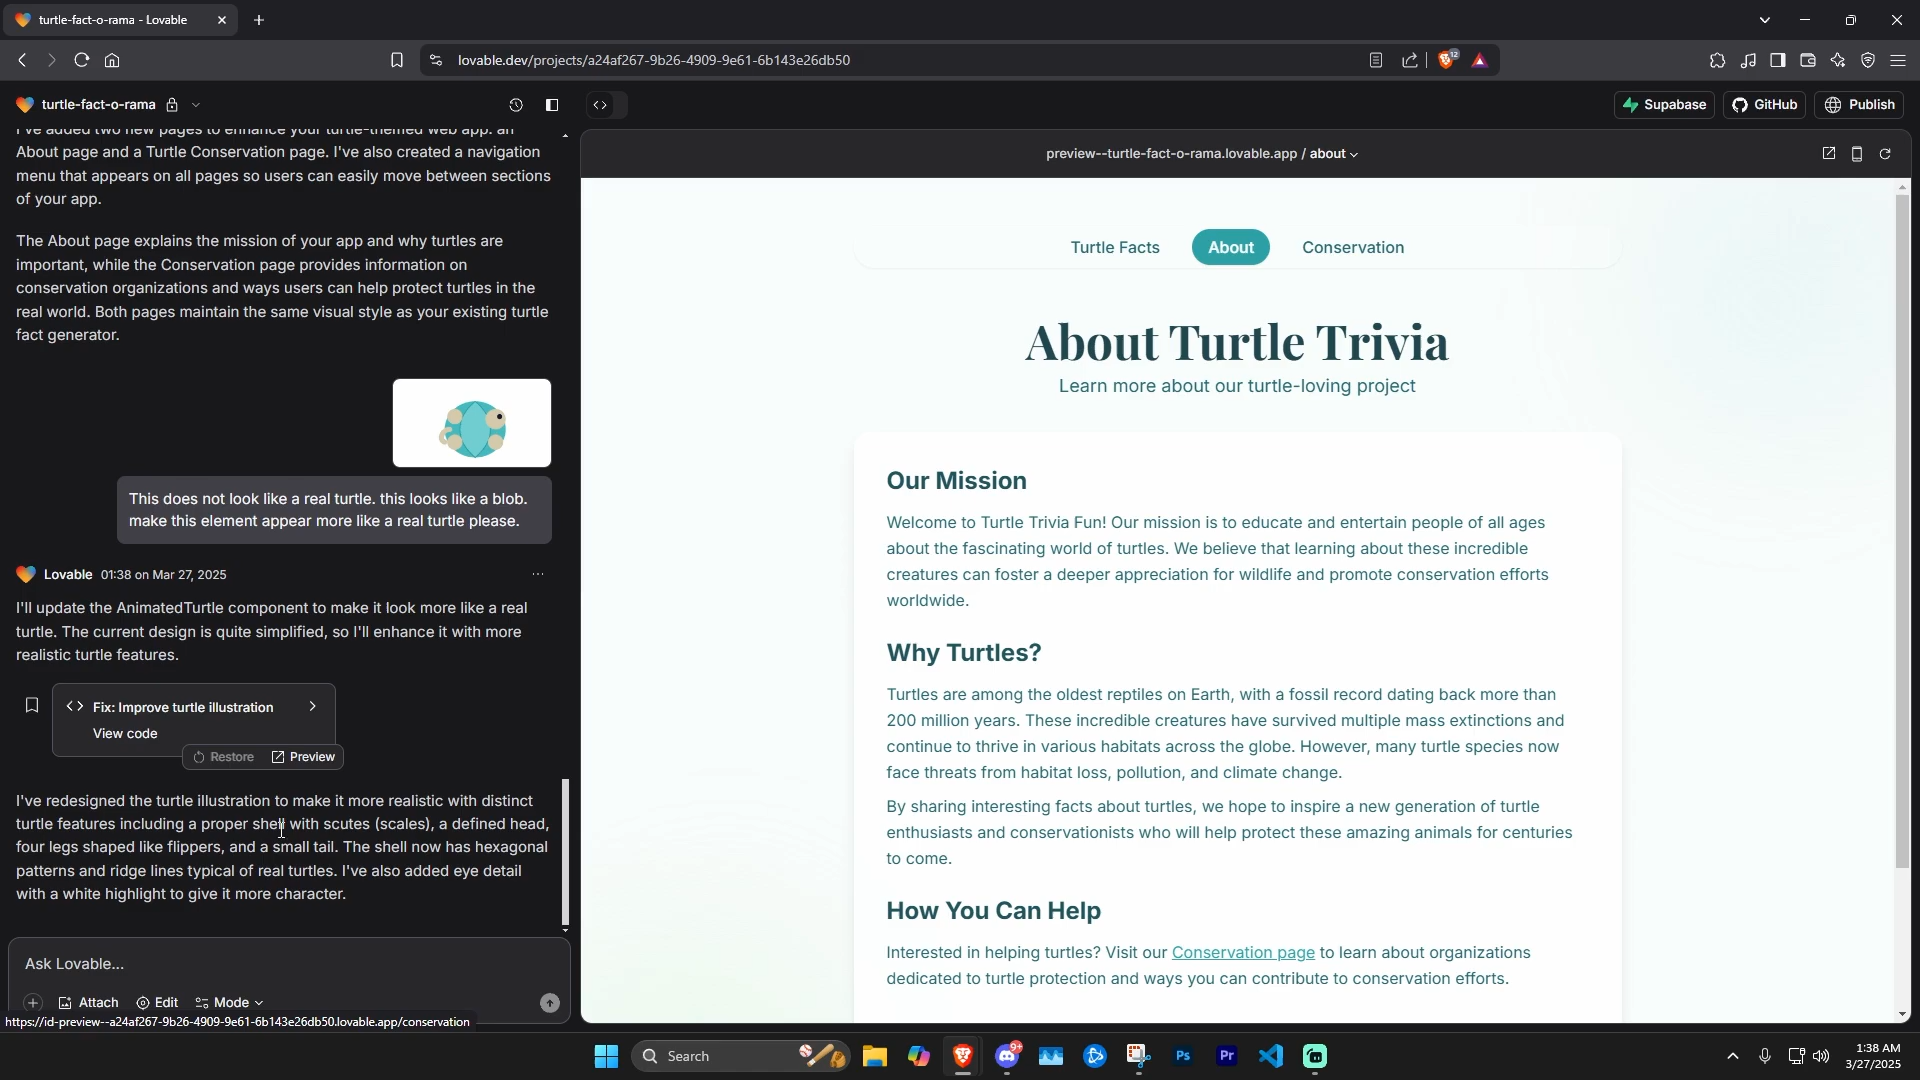 turtle-fact-o-rama - Lovable
lovable.dev/projects/a24af267-9b26-4909-9e61-6b143e26db50
12
turtle-fact-o-rama
Supabase
GitHub
Publish
I've added two new pages to enhance your turtle-themed web app: an
About page and a Turtle Conservation page. I've also created a navigation
menu that appears on all pages so users can easily move between sections
of your app.
The About page explains the mission of your app and why turtles are
important, while the Conservation page provides information on
conservation organizations and ways users can help protect turtles in the
real world. Both pages maintain the same visual style as your existing turtle
fact generator.
This does not look like a real turtle. this looks like a blob.
make this element appear more like a real turtle please.
Lovable 01:38 on Mar 27, 2025
I'll update the AnimatedTurtle component to make it look more like a real
turtle. The current design is quite simplified, so I'll enhance it with more
realistic turtle features.
Fix: Improve turtle illustration
View code
Restore
Preview
I've redesigned the turtle illustration to make it more realistic with distinct
turtle features including a proper shell with scutes (scales), a defined head,
four legs shaped like flippers, and a small tail. The shell now has hexagonal
patterns and ridge lines typical of real turtles. I've also added eye detail
with a white highlight to give it more character.
Ask Lovable...
Attach
Edit
Mode
https://id-preview--a24af267-9b26-4909-9e61-6b143e26db50.lovable.app/conservation
preview--turtle-fact-o-rama.lovable.app / about
Turtle Facts
About
Conservation
About Turtle Trivia
Learn more about our turtle-loving project
Our Mission
Welcome to Turtle Trivia Fun! Our mission is to educate and entertain people of all ages
about the fascinating world of turtles. We believe that learning about these incredible
creatures can foster a deeper appreciation for wildlife and promote conservation efforts
worldwide.
Why Turtles?
Turtles are among the oldest reptiles on Earth, with a fossil record dating back more than
200 million years. These incredible creatures have survived multiple mass extinctions and
continue to thrive in various habitats across the globe. However, many turtle species now
face threats from habitat loss, pollution, and climate change.
By sharing interesting facts about turtles, we hope to inspire a new generation of turtle
enthusiasts and conservationists who will help protect these amazing animals for centuries
to come.
How You Can Help
Interested in helping turtles? Visit our Conservation page to learn about organizations
dedicated to turtle protection and ways you can contribute to conservation efforts.
Search
9+
Ps
Pr
1:38 AM
3/27/2025